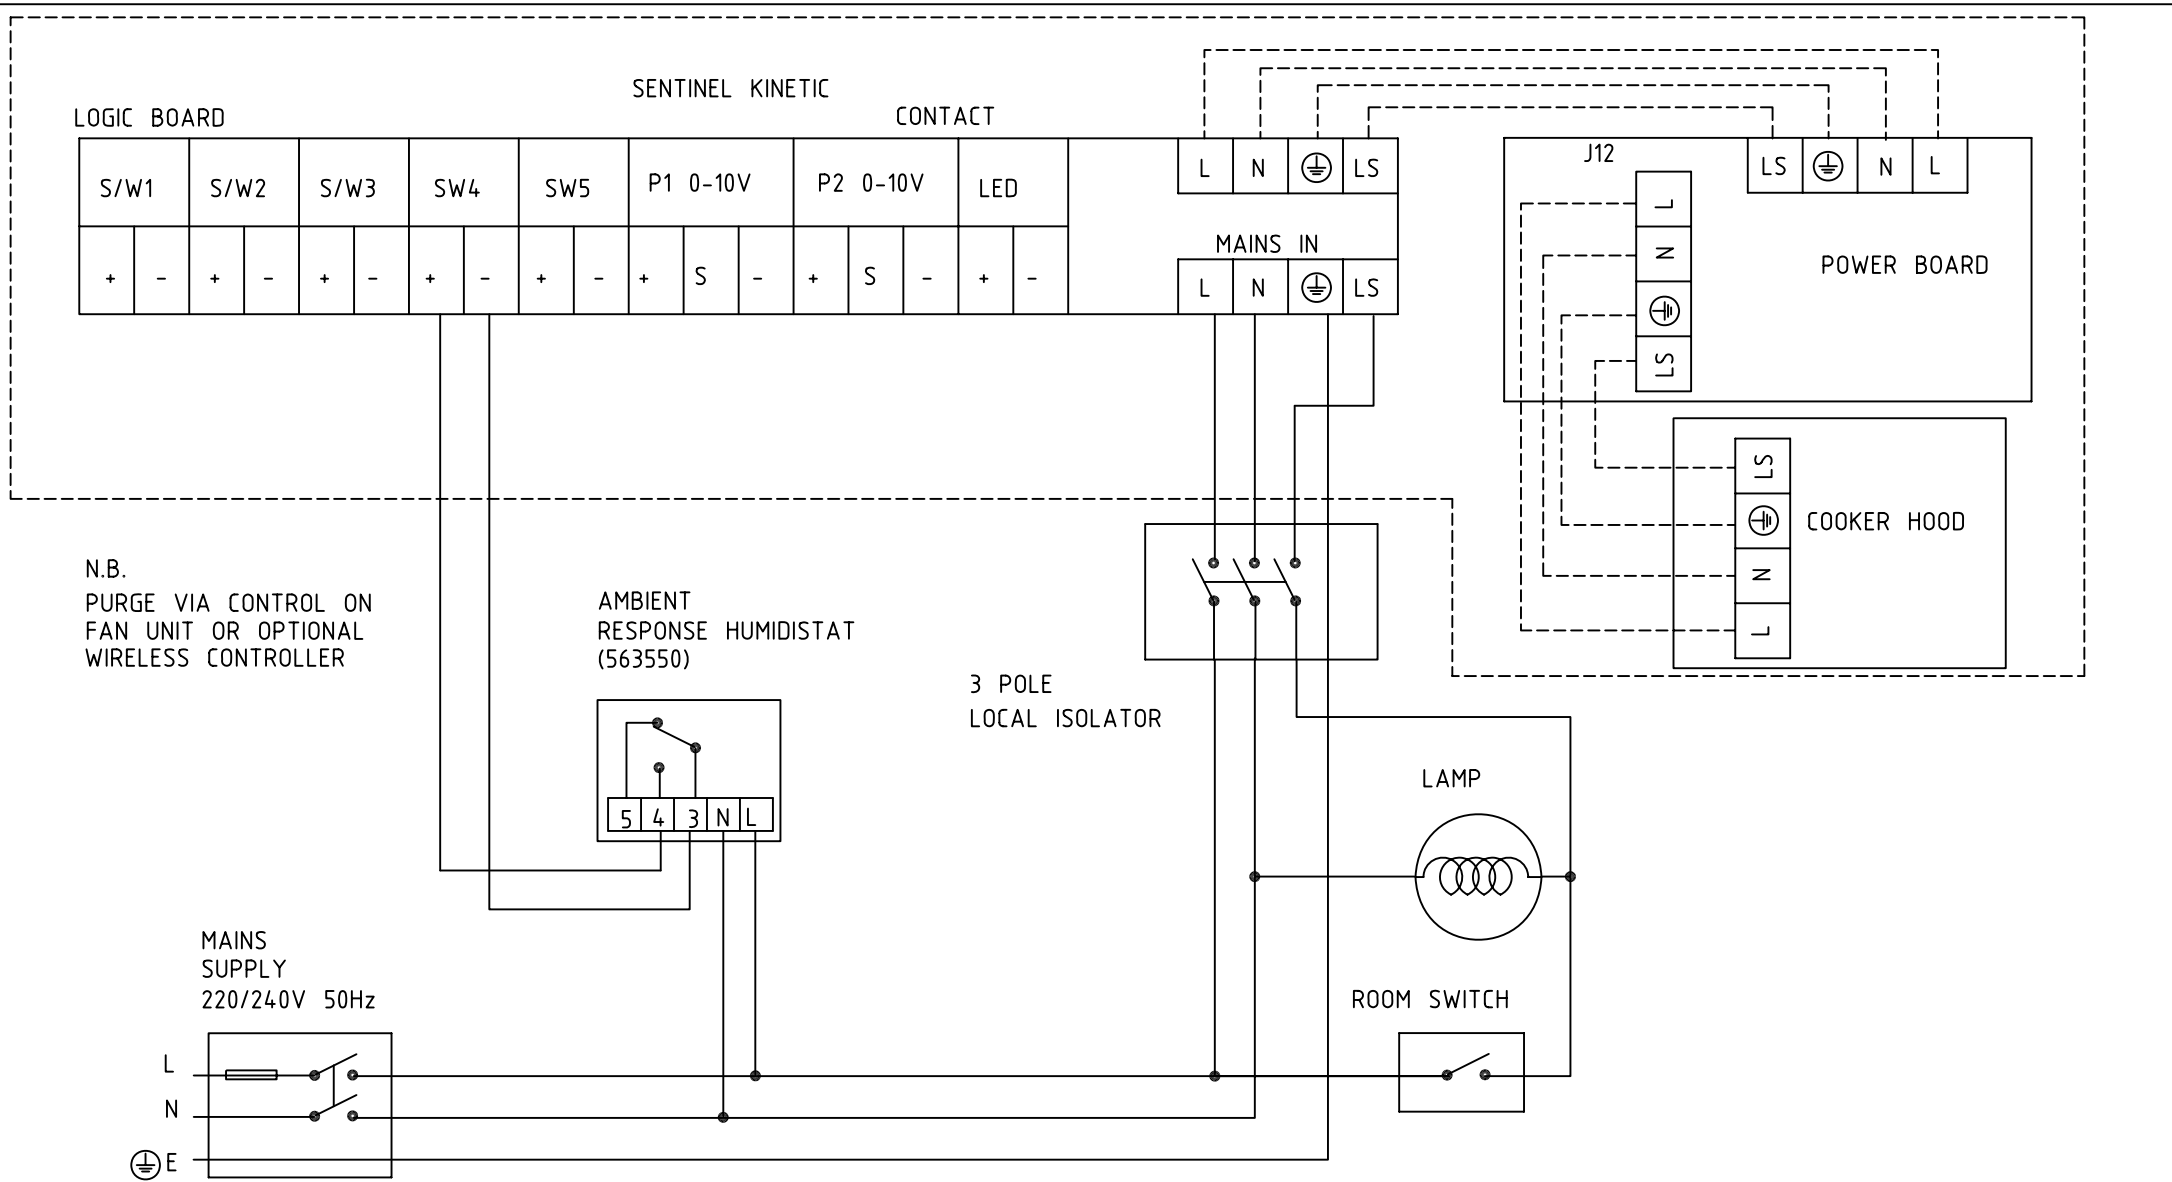 SENTINEL KINETIC
LOGIC BOARD
CONTACT
S/W1 S/W2 S/W3 SW4 SW5 P1 0-10V P2 0-10V LED
+ - + - + - + - + - + S - + S - + -
L N LS
MAINS IN
L N LS
J12
LS N L
L
N
LS
POWER BOARD
LS
N
L
COOKER HOOD
N.B.
PURGE VIA CONTROL ON
FAN UNIT OR OPTIONAL
WIRELESS CONTROLLER
AMBIENT
RESPONSE HUMIDISTAT
(563550)
5 4 3 N L
3 POLE
LOCAL ISOLATOR
LAMP
ROOM SWITCH
MAINS
SUPPLY
220/240V 50Hz
L
N
E